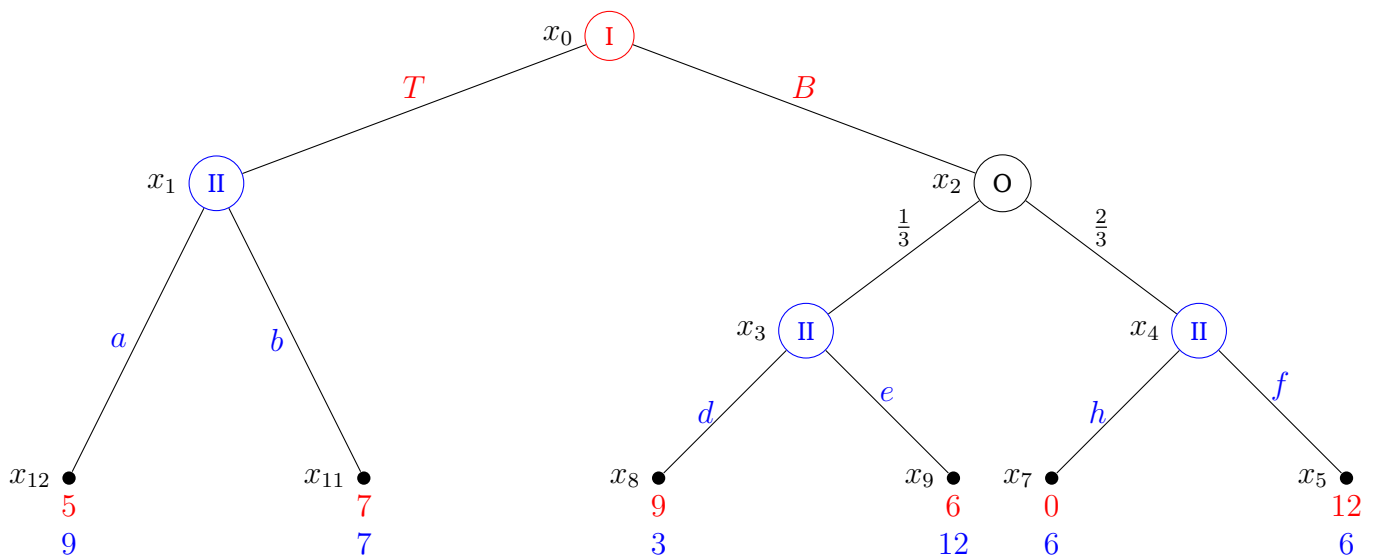 x₀ I
T B
x₁ II x₂ O
1/3 2/3
x₃ II x₄ II
a b d e h f
x₁₂ x₁₁ x₈ x₉ x₇ x₅
5 7 9 6 0 12
9 7 3 12 6 6